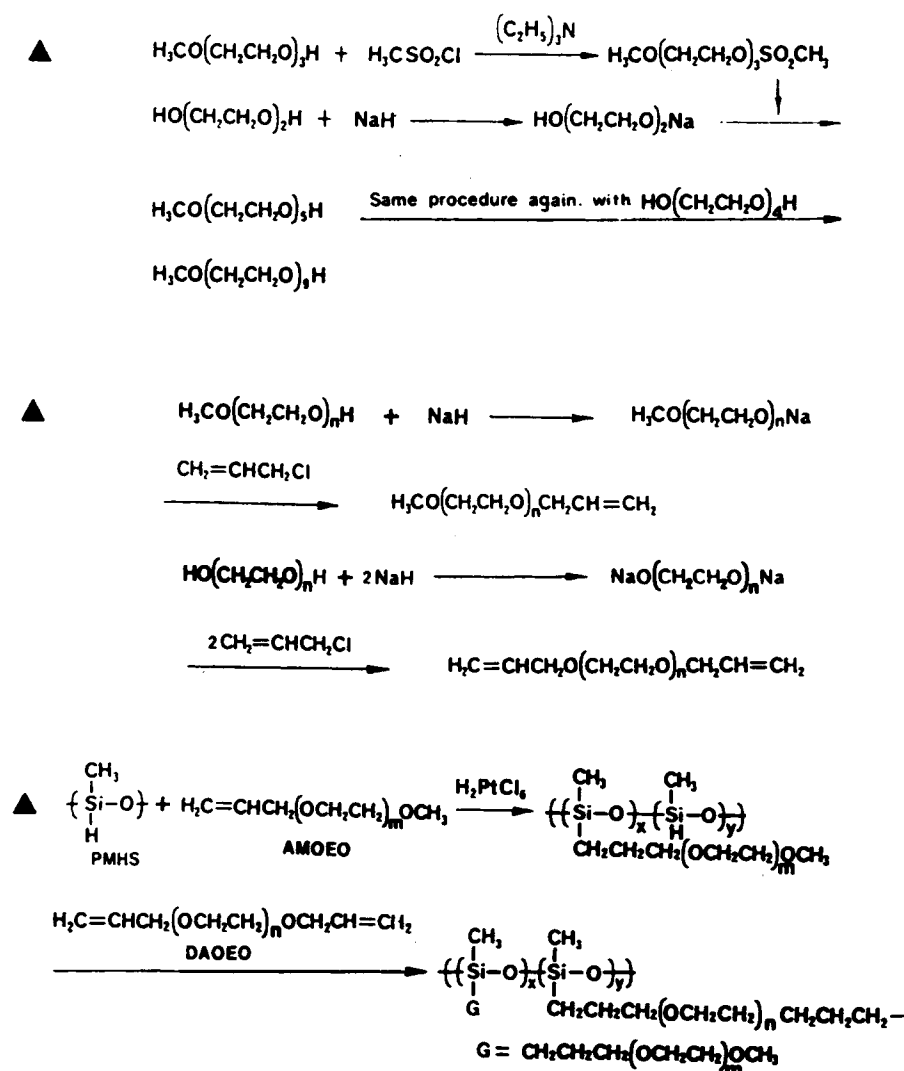 ▲ H₃CO(CH₂CH₂O)₃H + H₃CSO₂Cl (C₂H₅)₃N → H₃CO(CH₂CH₂O)₃SO₂CH₃
HO(CH₂CH₂O)₂H + NaH → HO(CH₂CH₂O)₂Na →
H₃CO(CH₂CH₂O)₅H Same procedure again. with HO(CH₂CH₂O)₄H →
H₃CO(CH₂CH₂O)₉H
▲ H₃CO(CH₂CH₂O)ₙH + NaH → H₃CO(CH₂CH₂O)ₙNa
CH₂=CHCH₂Cl
→ H₃CO(CH₂CH₂O)ₙCH₂CH=CH₂
HO(CH₂CH₂O)ₙH + 2NaH → NaO(CH₂CH₂O)ₙNa
2CH₂=CHCH₂Cl
→ H₂C=CHCH₂O(CH₂CH₂O)ₙCH₂CH=CH₂
CH₃ CH₃ CH₃
▲ (Si-O) + H₂C=CHCH₂(OCH₂CH₂)ₘOCH₃ H₂PtCl₆ → ((Si-O)ₓ(Si-O)ᵧ)
H H
PMHS AMOEO CH₂CH₂CH₂(OCH₂CH₂)ₘOCH₃
H₂C=CHCH₂(OCH₂CH₂)ₙOCH₂CH=CH₂
DAOEO
CH₃ CH₃
→ ((Si-O)ₓ(Si-O)ᵧ)
G CH₂CH₂CH₂(OCH₂CH₂)ₙCH₂CH₂CH₂-
G = CH₂CH₂CH₂(OCH₂CH₂)ₘOCH₃